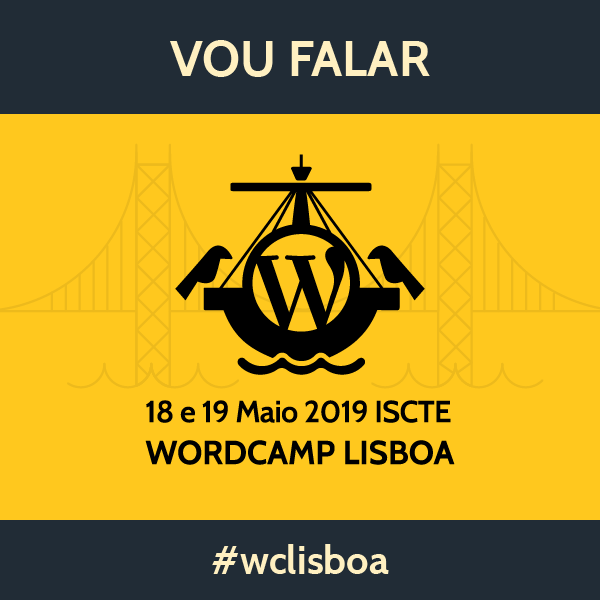 VOU FALAR
W
18 e 19 Maio 2019 ISCTE
WORDCAMP LISBOA
#wclisboa